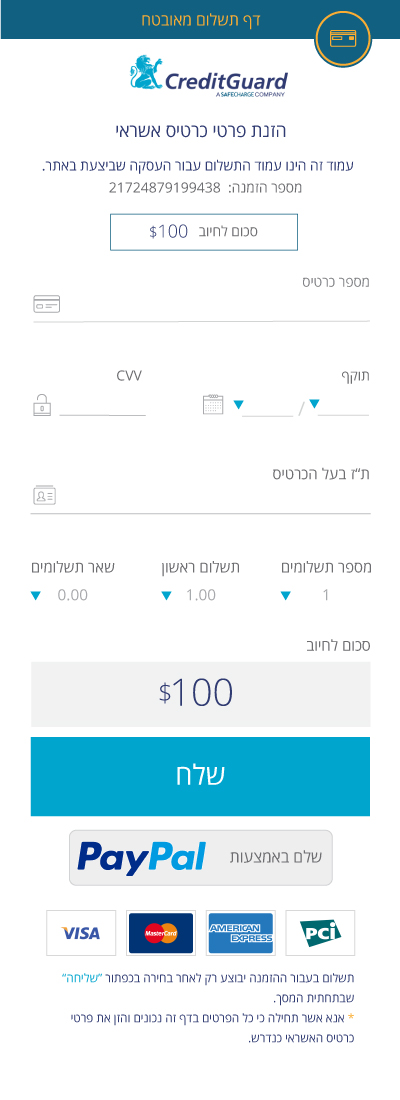 דף תשלום מאובטח
CreditGuard
A SAFECHARGE COMPANY
הזנת פרטי כרטיס אשראי
עמוד זה הינו עמוד התשלום עבור העסקה שביצעת באתר.
מספר הזמנה: 21724879199438
סכום לחיוב $100
מספר כרטיס
תוקף CVV
/
ת"ז בעל הכרטיס
מספר תשלומים תשלום ראשון שאר תשלומים
1 1.00 0.00
סכום לחיוב
$100
שלח
שלם באמצעות PayPal
VISA MasterCard AMERICAN EXPRESS PCI
תשלום בעבור ההזמנה יבוצע רק לאחר בחירה בכפתור "שליחה"
שבתחתית המסך.
* אנא אשר תחילה כי כל הפרטים בדף זה נכונים והזן את פרטי
כרטיס האשראי כנדרש.